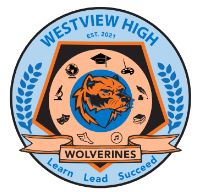 WESTVIEW HIGH
EST. 2021
WOLVERINES
Learn Lead Succeed